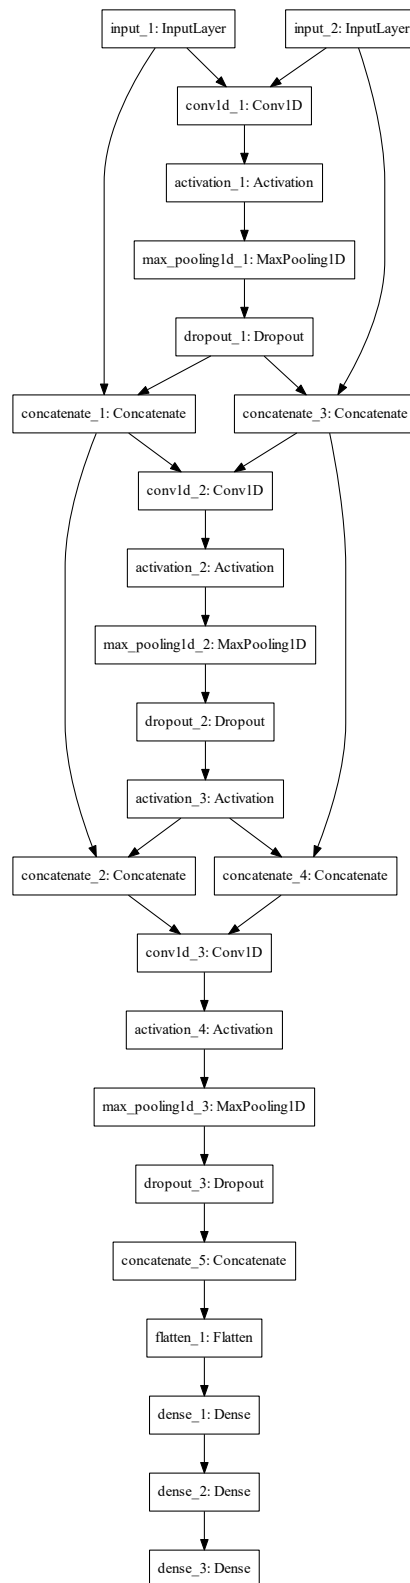 input_1: InputLayer
input_2: InputLayer
conv1d_1: Conv1D
activation_1: Activation
max_pooling1d_1: MaxPooling1D
dropout_1: Dropout
concatenate_1: Concatenate
concatenate_3: Concatenate
conv1d_2: Conv1D
activation_2: Activation
max_pooling1d_2: MaxPooling1D
dropout_2: Dropout
activation_3: Activation
concatenate_2: Concatenate
concatenate_4: Concatenate
conv1d_3: Conv1D
activation_4: Activation
max_pooling1d_3: MaxPooling1D
dropout_3: Dropout
concatenate_5: Concatenate
flatten_1: Flatten
dense_1: Dense
dense_2: Dense
dense_3: Dense